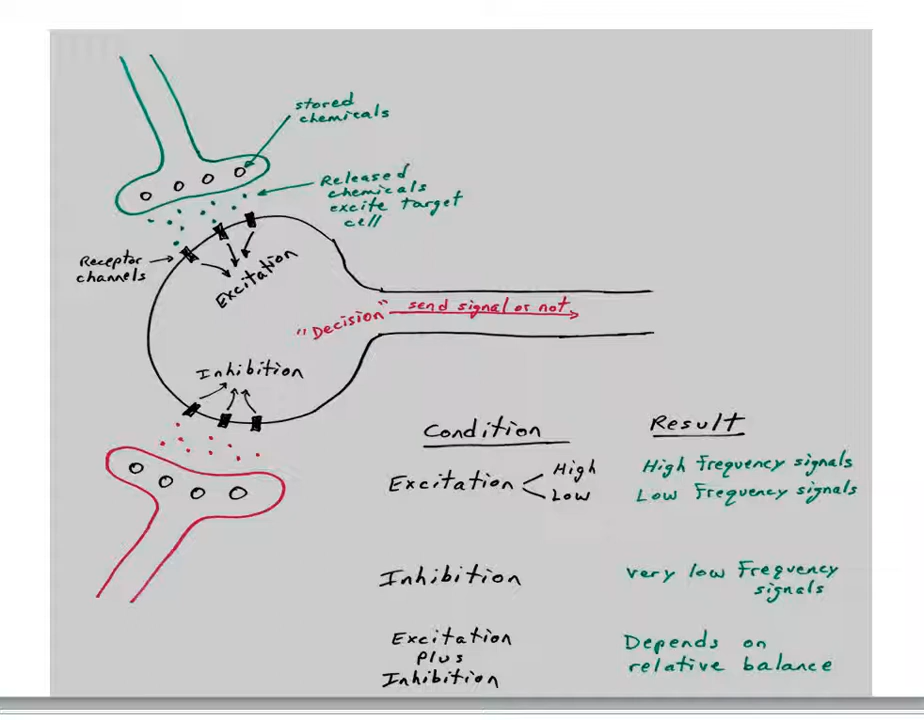 stored
chemicals
Released
chemicals
excite target
cell
Receptor
channels
Excitation
"Decision"
send signal or not
Inhibition
Condition
Result
Excitation
High
High frequency signals
Low
Low Frequency signals
Inhibition
very low Frequency
signals
Excitation
Plus
Inhibition
Depends on
relative balance